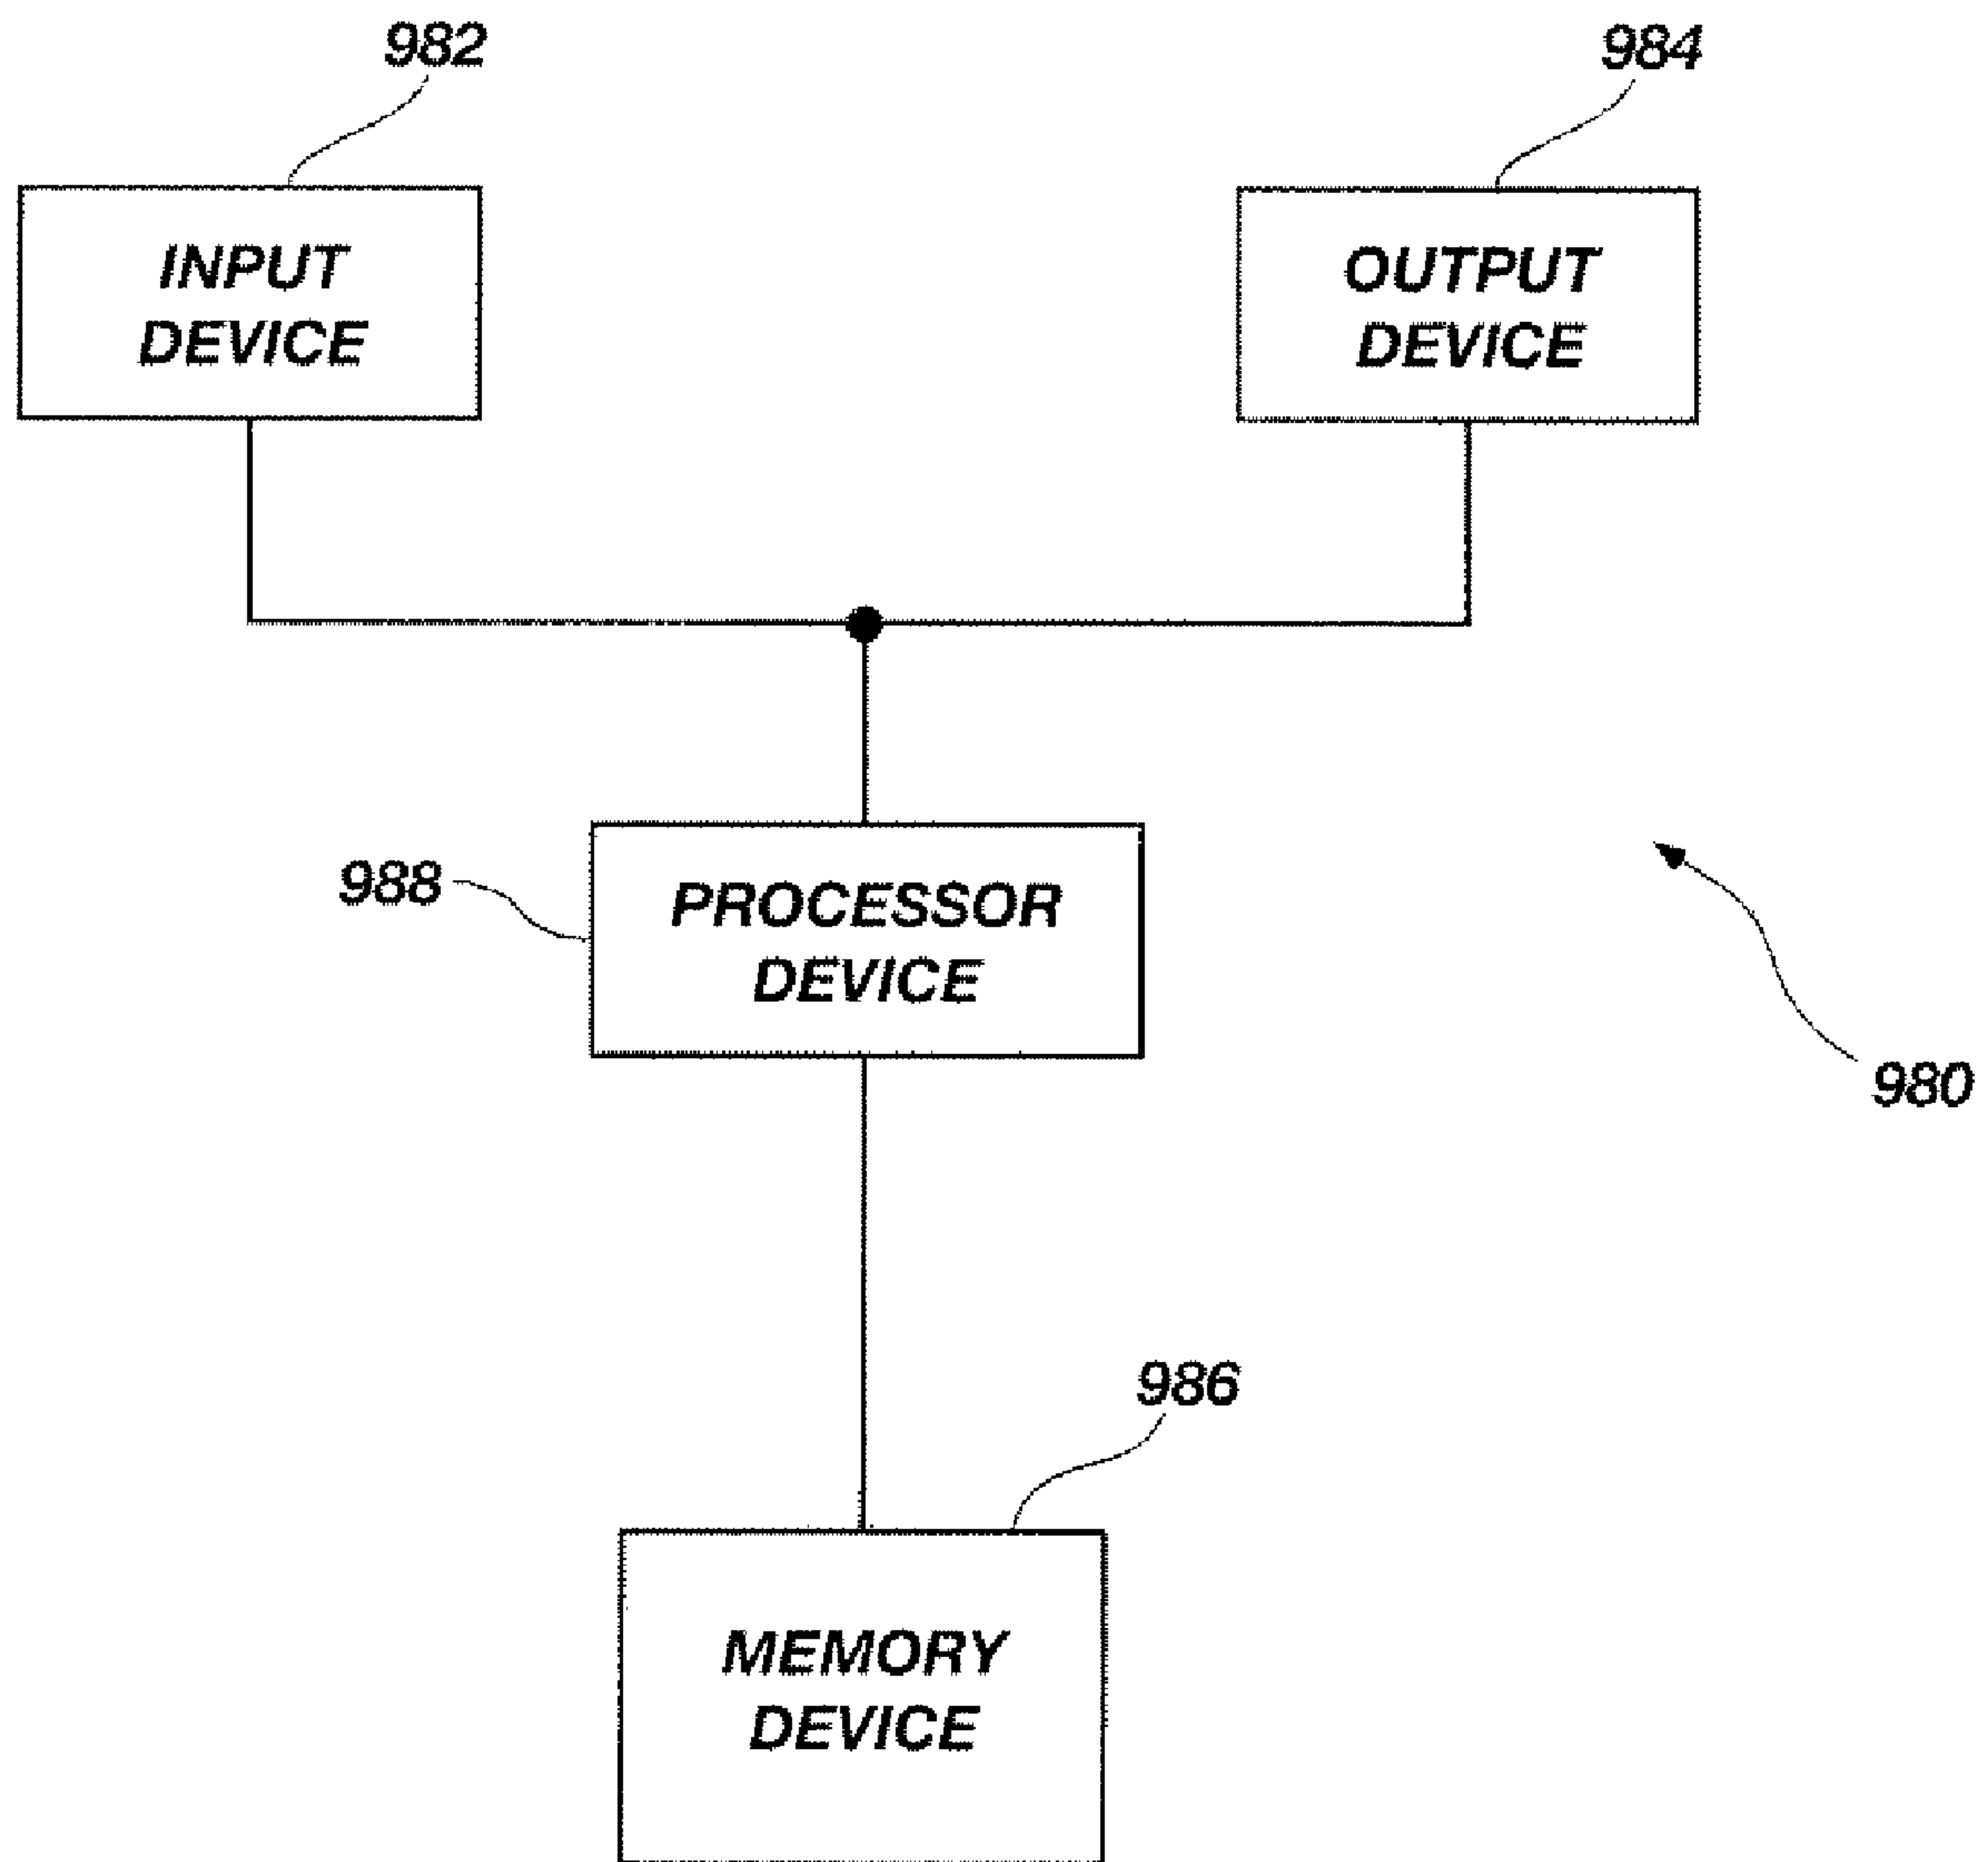 982
984
INPUT
DEVICE
OUTPUT
DEVICE
988
PROCESSOR
DEVICE
980
986
MEMORY
DEVICE